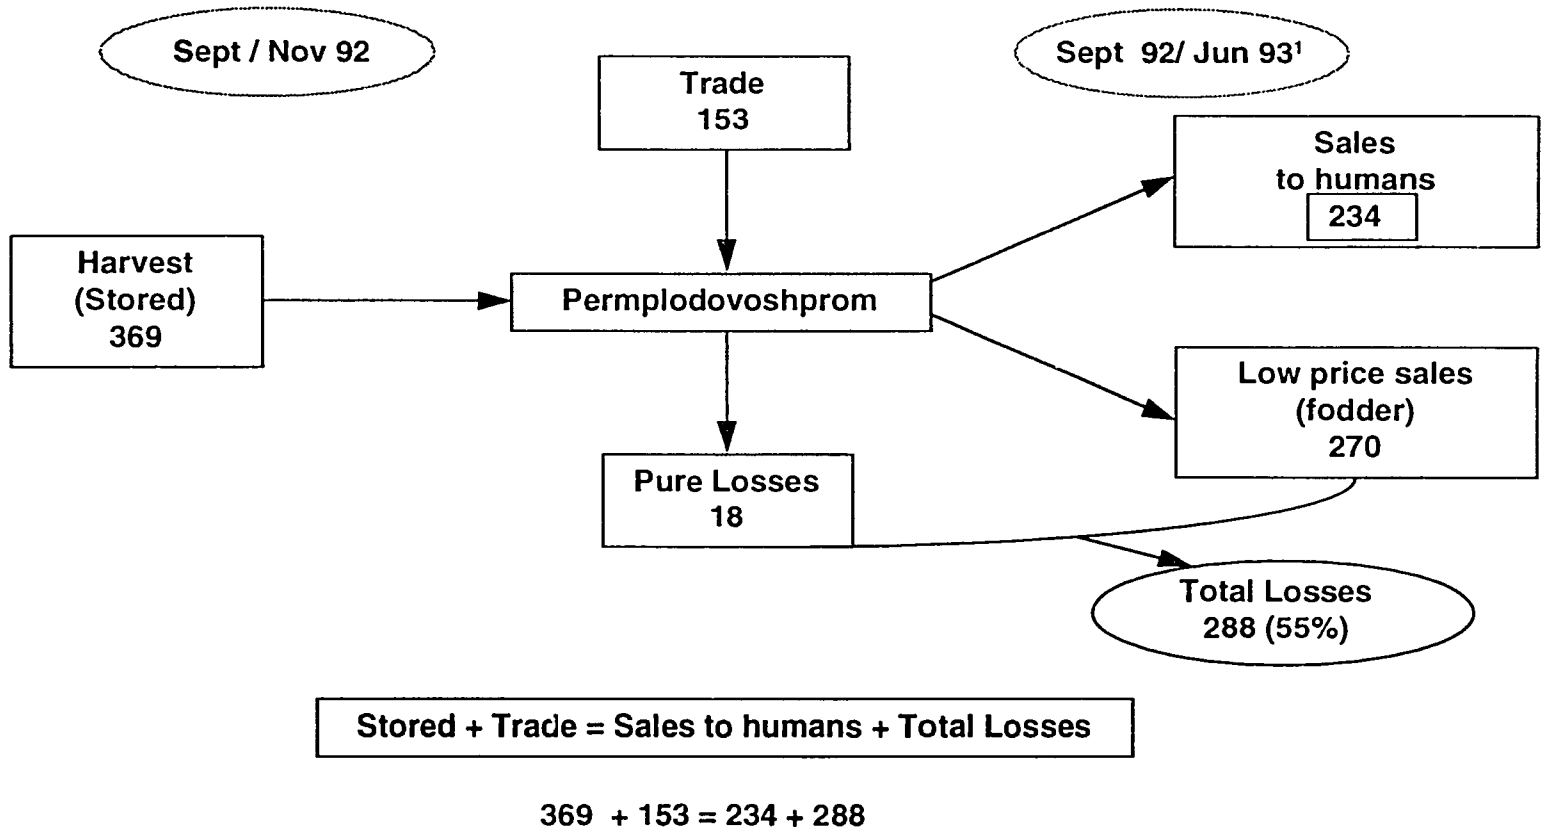 Sept / Nov 92
Trade
153
Sept 92/ Jun 93¹
Sales
to humans
234
Harvest
(Stored)
369
Permplodovoshprom
Low price sales
(fodder)
270
Pure Losses
18
Total Losses
288 (55%)
Stored + Trade = Sales to humans + Total Losses
369 + 153 = 234 + 288